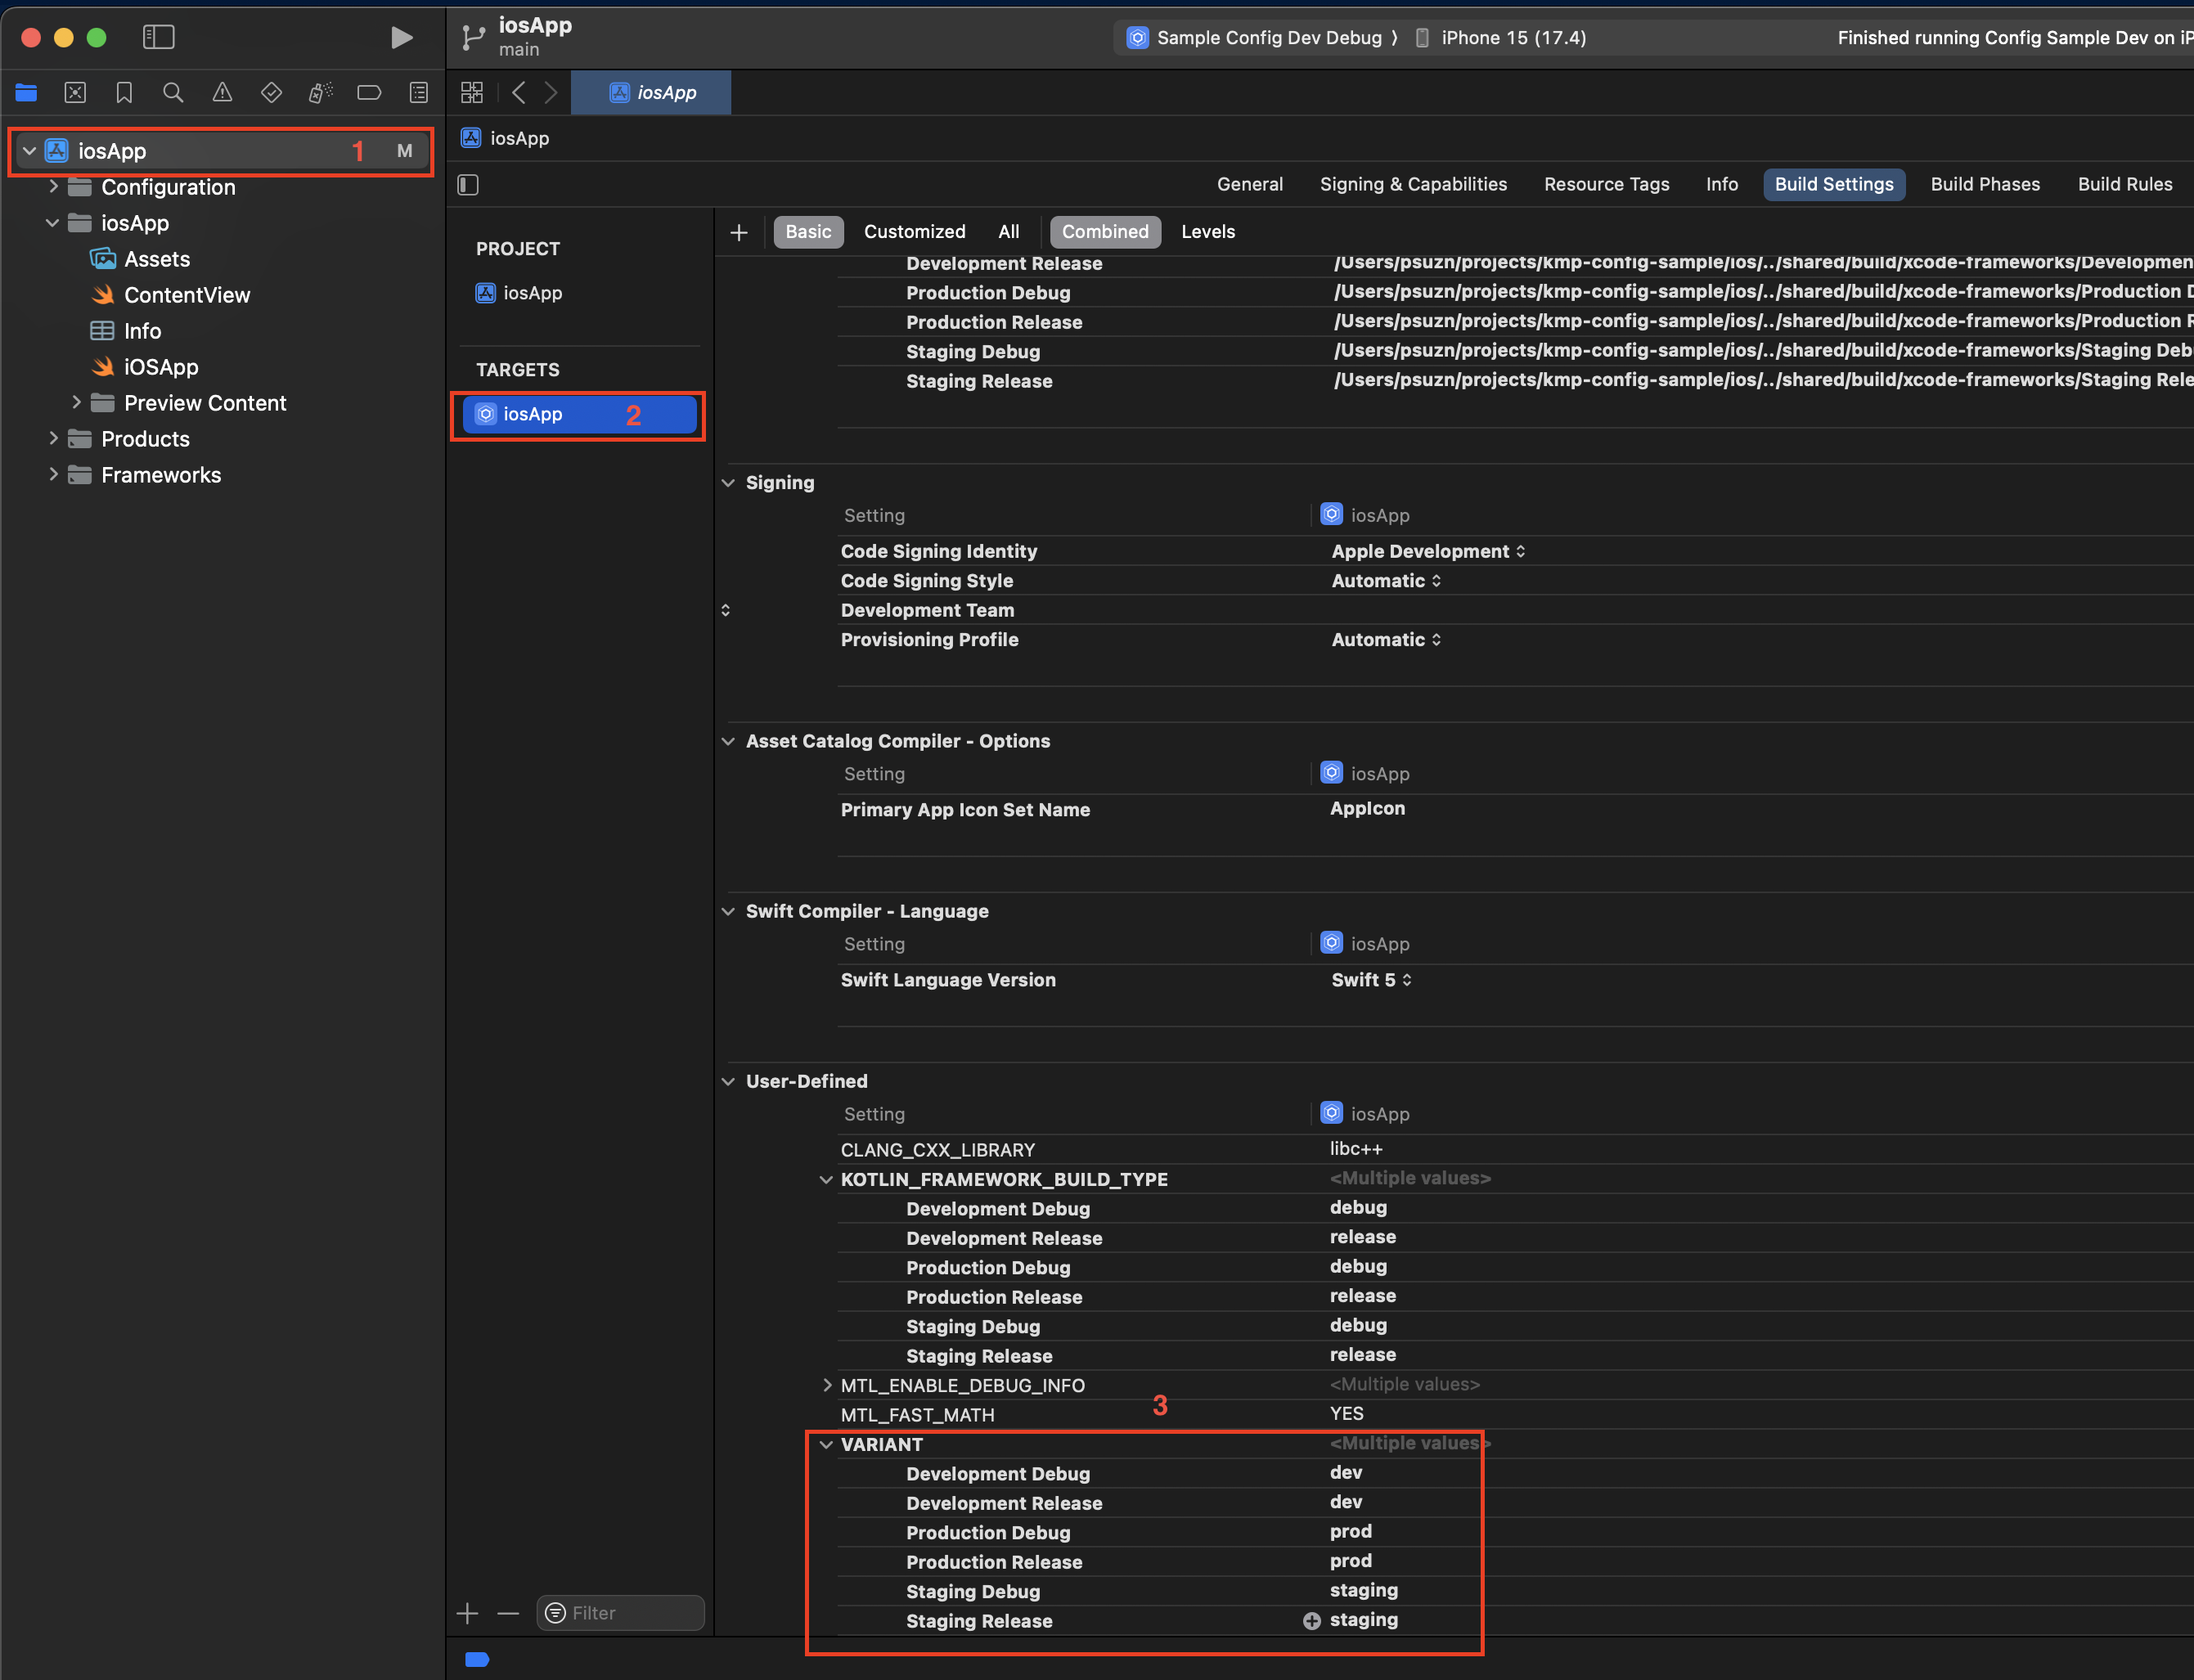 iosApp
main
Sample Config Dev Debug ⟩ iPhone 15 (17.4)
Finished running Config Sample Dev on iP
iosApp
iosApp 1 M
Configuration
iosApp
Assets
ContentView
Info
iOSApp
Preview Content
Products
Frameworks
iosApp
General Signing & Capabilities Resource Tags Info Build Settings Build Phases Build Rules
PROJECT
iosApp
TARGETS
iosApp 2
Filter
Basic Customized All Combined Levels
Development Release /Users/psuzn/projects/kmp-config-sample/ios/../shared/build/xcode-frameworks/Developmen
Production Debug /Users/psuzn/projects/kmp-config-sample/ios/../shared/build/xcode-frameworks/Production D
Production Release /Users/psuzn/projects/kmp-config-sample/ios/../shared/build/xcode-frameworks/Production R
Staging Debug /Users/psuzn/projects/kmp-config-sample/ios/../shared/build/xcode-frameworks/Staging Deb
Staging Release /Users/psuzn/projects/kmp-config-sample/ios/../shared/build/xcode-frameworks/Staging Rele
Signing
Setting iosApp
Code Signing Identity Apple Development
Code Signing Style Automatic
Development Team
Provisioning Profile Automatic
Asset Catalog Compiler - Options
Setting iosApp
Primary App Icon Set Name AppIcon
Swift Compiler - Language
Setting iosApp
Swift Language Version Swift 5
User-Defined
Setting iosApp
CLANG_CXX_LIBRARY libc++
KOTLIN_FRAMEWORK_BUILD_TYPE <Multiple values>
Development Debug debug
Development Release release
Production Debug debug
Production Release release
Staging Debug debug
Staging Release release
MTL_ENABLE_DEBUG_INFO <Multiple values>
3
MTL_FAST_MATH YES
VARIANT <Multiple values>
Development Debug dev
Development Release dev
Production Debug prod
Production Release prod
Staging Debug staging
Staging Release staging